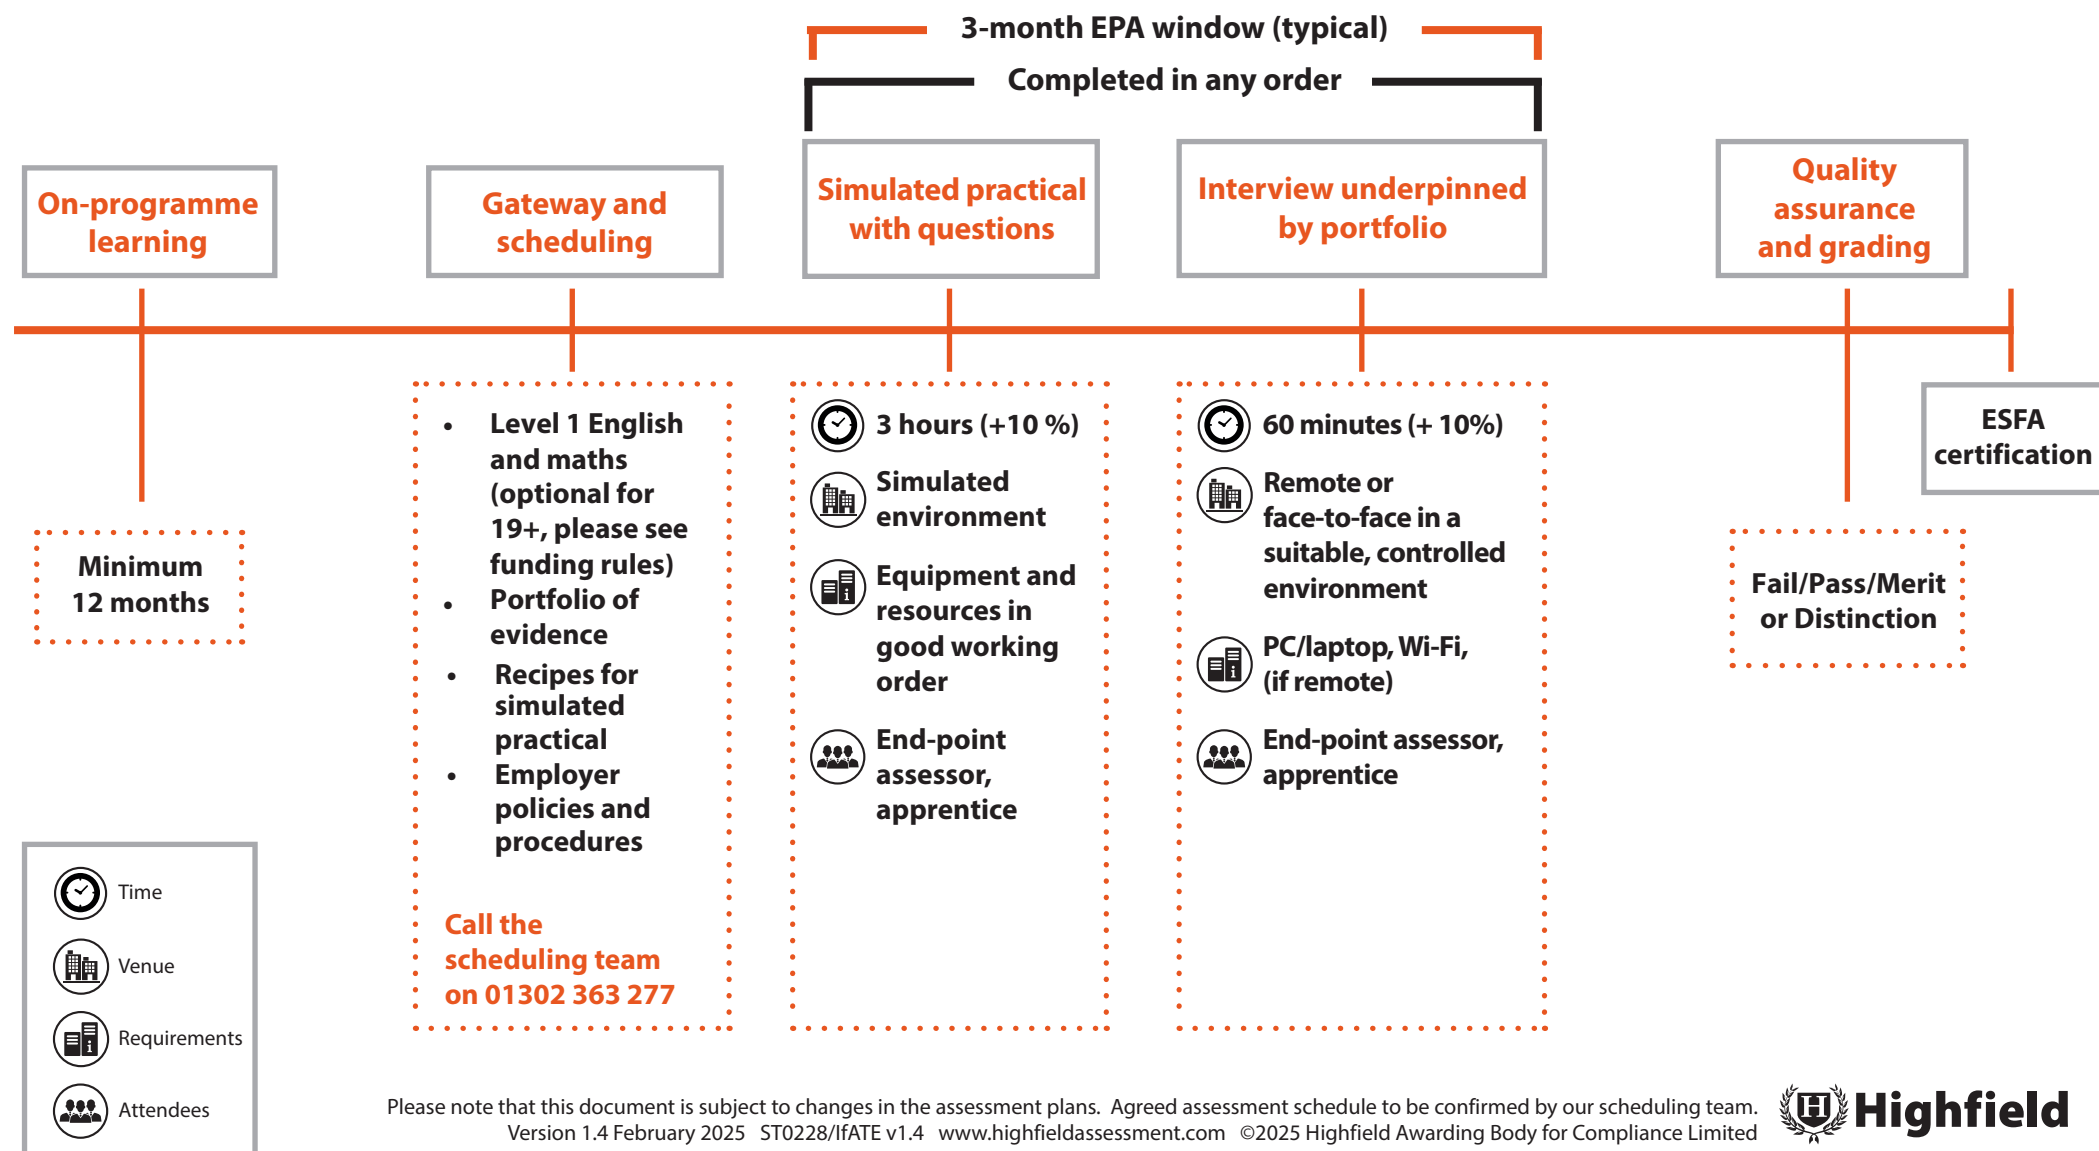 3-month EPA window (typical)
Completed in any order
On-programme
learning
Gateway and
scheduling
Simulated practical
with questions
Interview underpinned
by portfolio
Quality
assurance
and grading
Minimum
12 months
• Level 1 English
and maths
(optional for
19+, please see
funding rules)
• Portfolio of
evidence
• Recipes for
simulated
practical
• Employer
policies and
procedures
Call the
scheduling team
on 01302 363 277
3 hours (+10 %)
Simulated
environment
Equipment and
resources in
good working
order
End-point
assessor,
apprentice
60 minutes (+ 10%)
Remote or
face-to-face in a
suitable, controlled
environment
PC/laptop, Wi-Fi,
(if remote)
End-point assessor,
apprentice
Fail/Pass/Merit
or Distinction
ESFA
certification
Time
Venue
Requirements
Attendees
Please note that this document is subject to changes in the assessment plans. Agreed assessment schedule to be confirmed by our scheduling team.
Version 1.4 February 2025 ST0228/IfATE v1.4 www.highfieldassessment.com ©2025 Highfield Awarding Body for Compliance Limited
Highfield